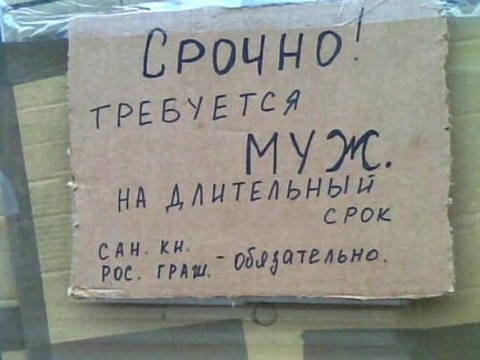 СРОЧНО!
ТРЕБУЕТСЯ
МУЖ.
НА ДЛИТЕЛЬНЫЙ
СРОК
САН. КН.
РОС. ГРАЖ. - Обязательно.